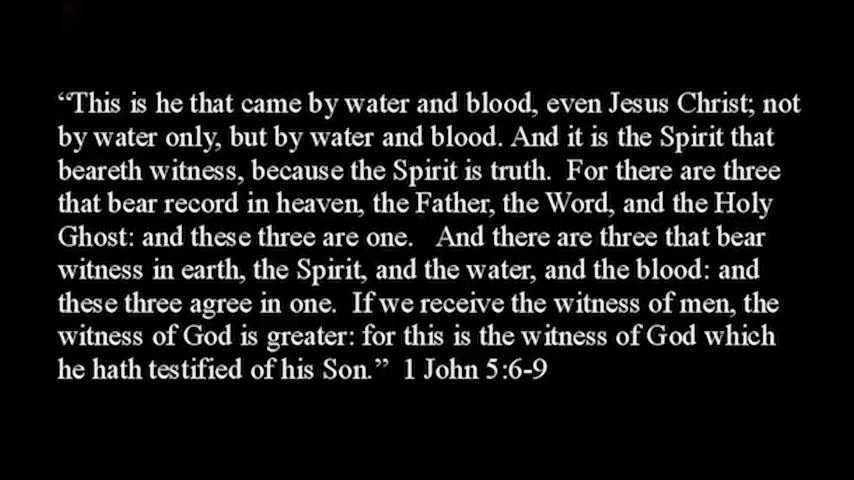 “This is he that came by water and blood, even Jesus Christ; not
by water only, but by water and blood. And it is the Spirit that
beareth witness, because the Spirit is truth.  For there are three
that bear record in heaven, the Father, the Word, and the Holy
Ghost: and these three are one.   And there are three that bear
witness in earth, the Spirit, and the water, and the blood: and
these three agree in one.  If we receive the witness of men, the
witness of God is greater: for this is the witness of God which
he hath testified of his Son.”  1 John 5:6-9